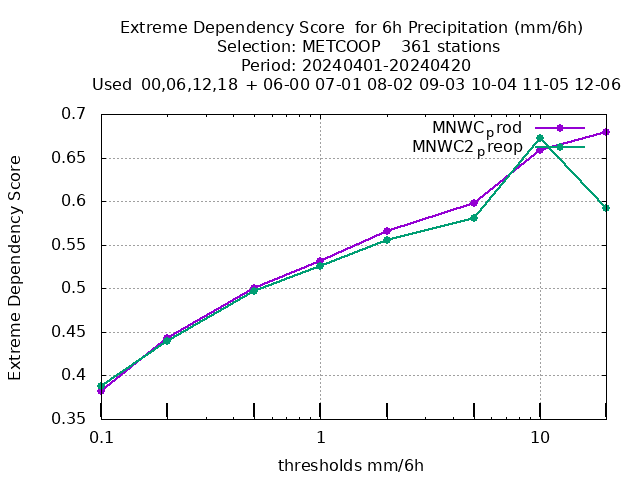 Extreme Dependency Score  for 6h Precipitation (mm/6h)
Selection: METCOOP    361 stations
Period: 20240401-20240420
Used  00,06,12,18  + 06-00 07-01 08-02 09-03 10-04 11-05 12-06
MNWCprod
MNWC2preop
0.7
0.65
0.6
0.55
0.5
0.45
0.4
0.35
Extreme Dependency Score
0.1 1 10
thresholds mm/6h